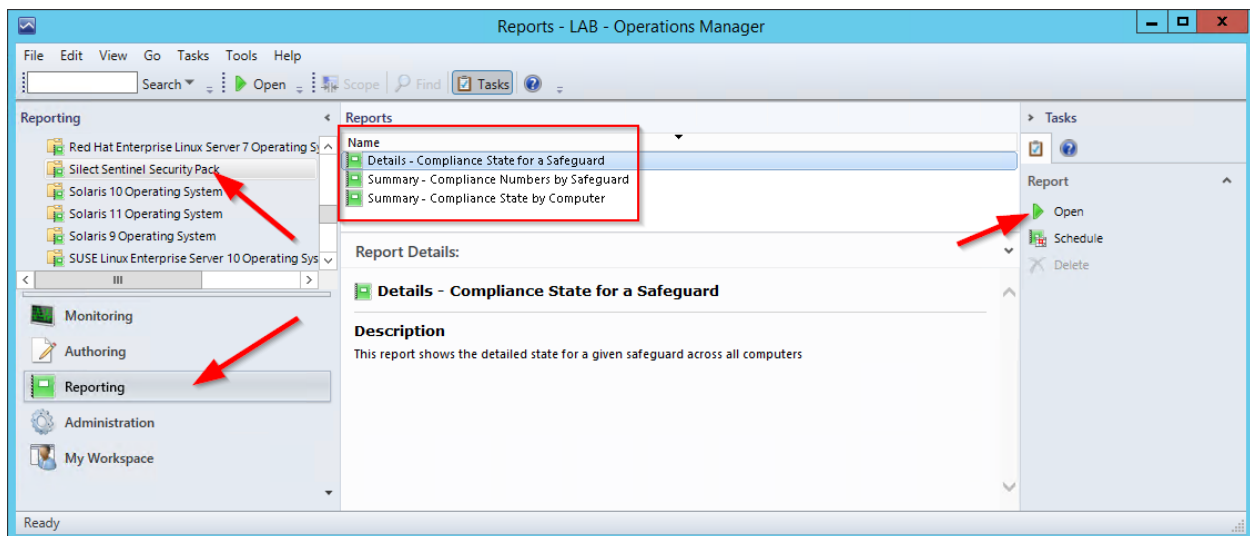 Reports - LAB - Operations Manager
File Edit View Go Tasks Tools Help
Search Open Scope Find Tasks
Reporting
Red Hat Enterprise Linux Server 7 Operating Sy
Silect Sentinel Security Pack
Solaris 10 Operating System
Solaris 11 Operating System
Solaris 9 Operating System
SUSE Linux Enterprise Server 10 Operating Sys
Monitoring
Authoring
Reporting
Administration
My Workspace
Reports
Name
Details - Compliance State for a Safeguard
Summary - Compliance Numbers by Safeguard
Summary - Compliance State by Computer
Report Details:
Details - Compliance State for a Safeguard
Description
This report shows the detailed state for a given safeguard across all computers
Tasks
Report
Open
Schedule
Delete
Ready